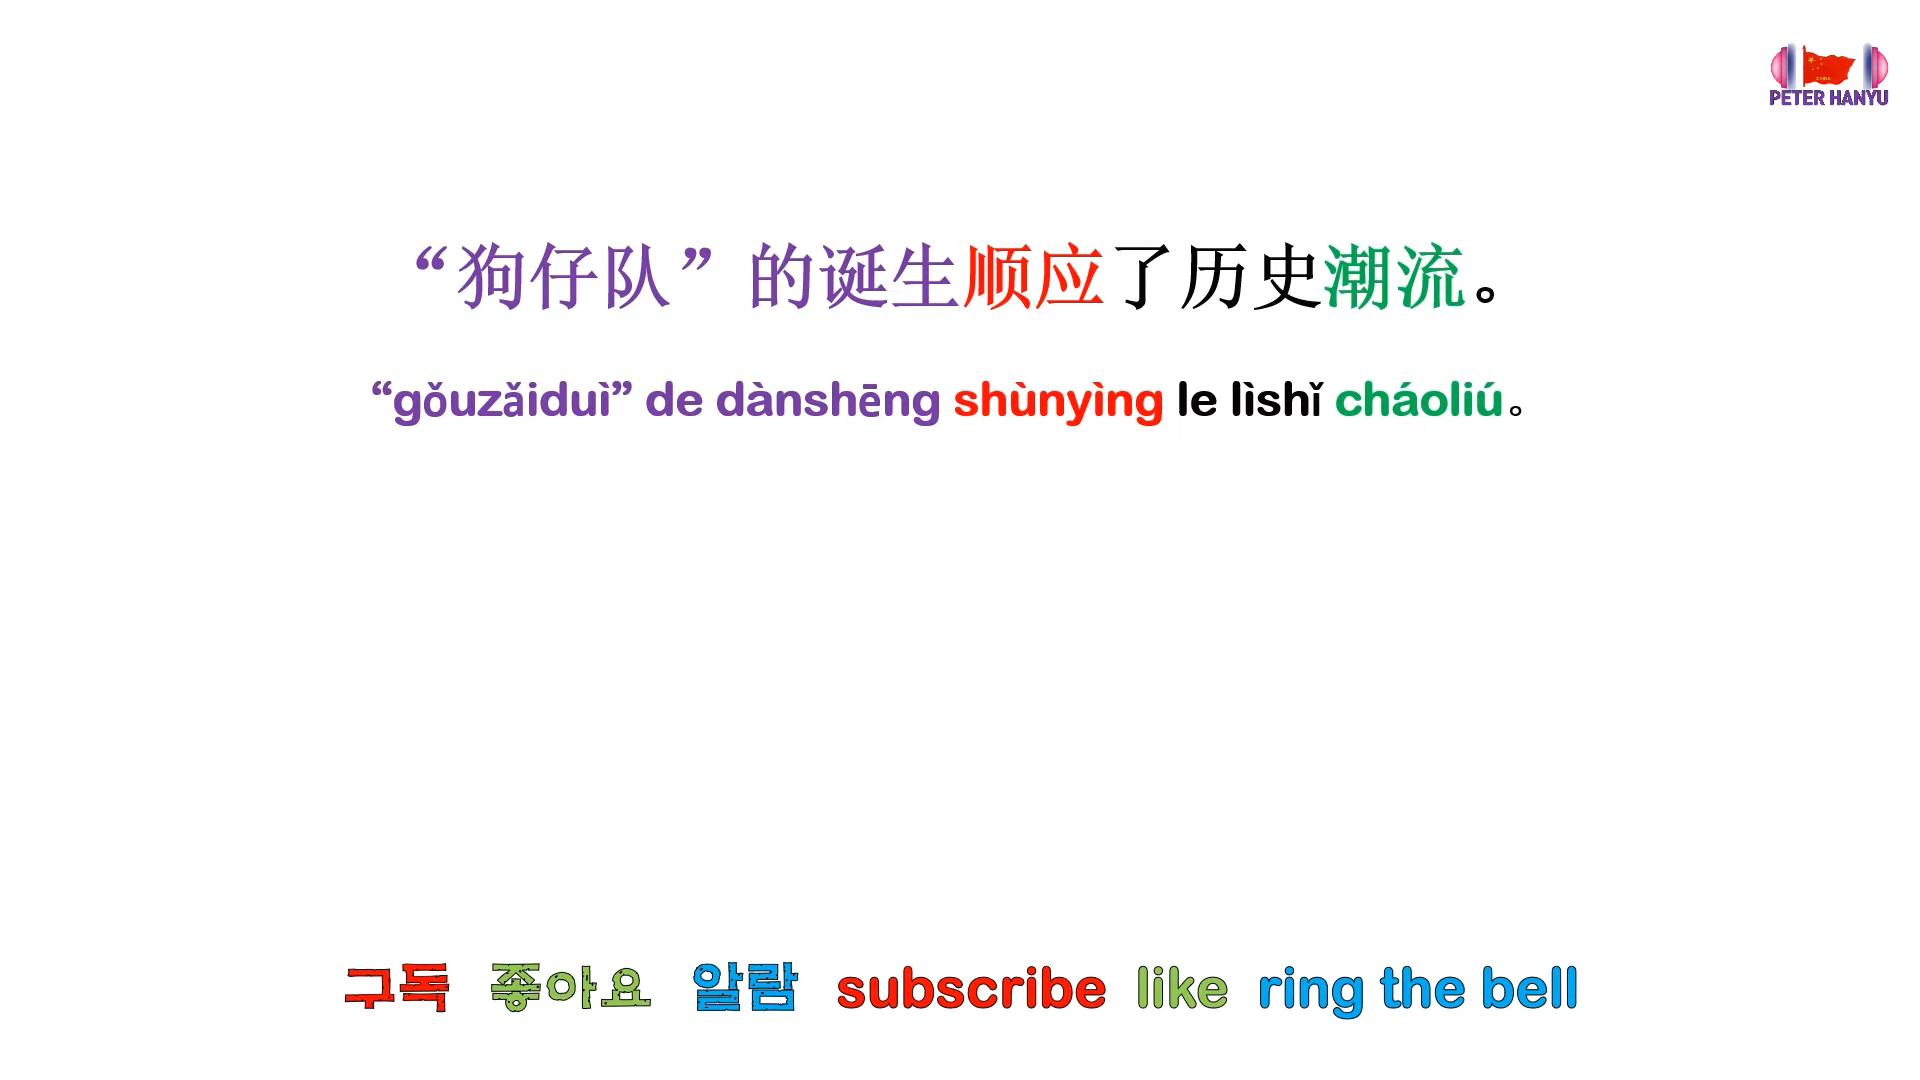 PETER HANYU
“狗仔队”的诞生顺应了历史潮流。
“gǒuzǎiduì” de dànshēng shùnyìng le lìshǐ cháoliú。
구독 좋아요 알람 subscribe like ring the bell